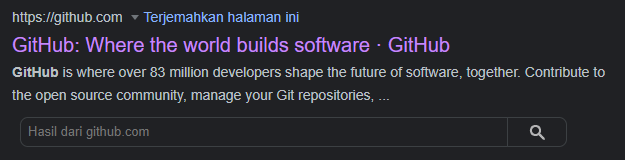 https://github.com Terjemahkan halaman ini
GitHub: Where the world builds software · GitHub
GitHub is where over 83 million developers shape the future of software, together. Contribute to
the open source community, manage your Git repositories, ...
Hasil dari github.com